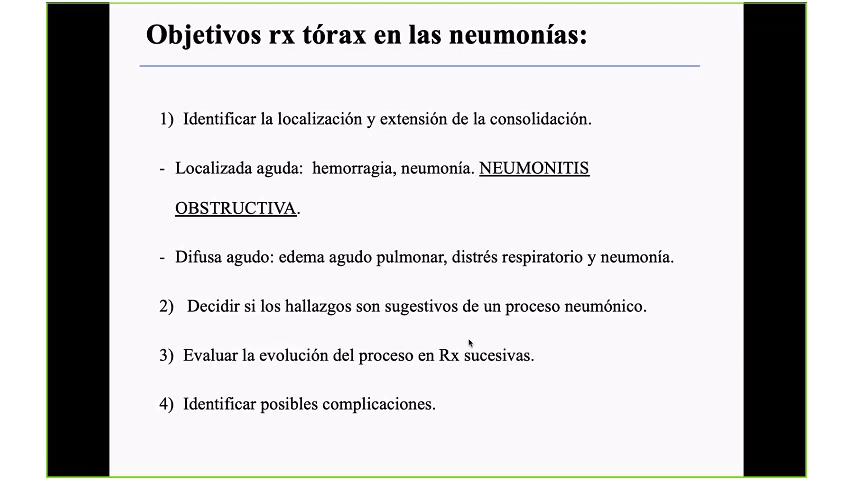 Objetivos rx tórax en las neumonías:
1) Identificar la localización y extensión de la consolidación.
- Localizada aguda: hemorragia, neumonía. NEUMONITIS
OBSTRUCTIVA.
- Difusa agudo: edema agudo pulmonar, distrés respiratorio y neumonía.
2) Decidir si los hallazgos son sugestivos de un proceso neumónico.
3) Evaluar la evolución del proceso en Rx sucesivas.
4) Identificar posibles complicaciones.